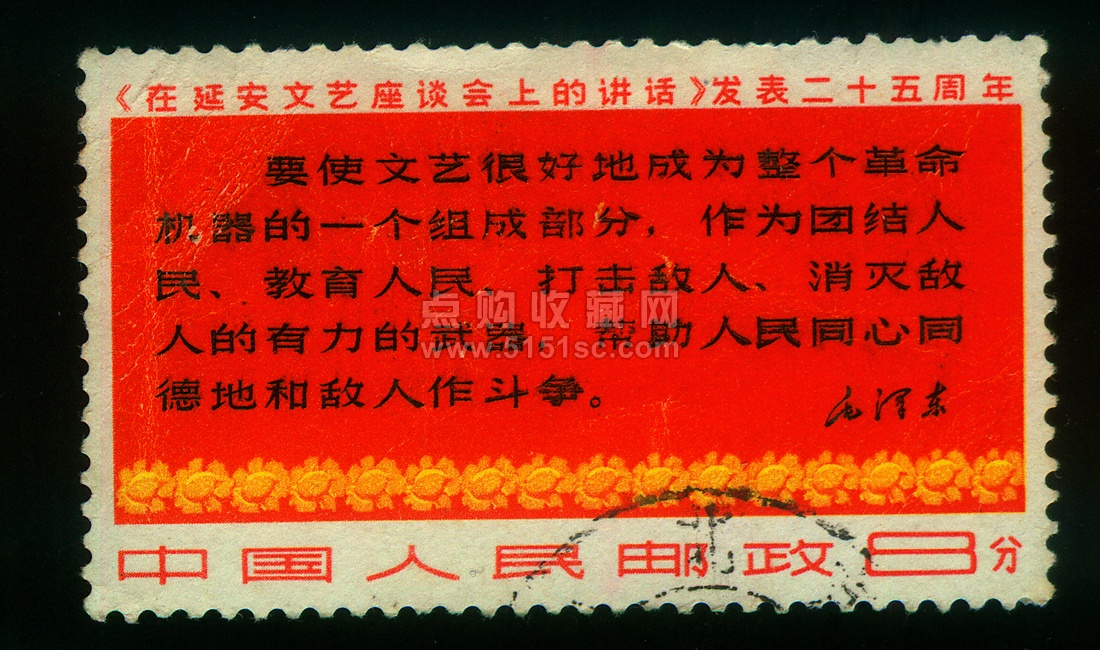 《在延安文艺座谈会上的讲话》发表二十五周年
要使文艺很好地成为整个革命
机器的一个组成部分，作为团结人
民、教育人民、打击敌人、消灭敌
人的有力的武器，帮助人民同心同
德地和敌人作斗争。
毛泽东
点购收藏网
www.5151sc.com
中国人民邮政8分
北